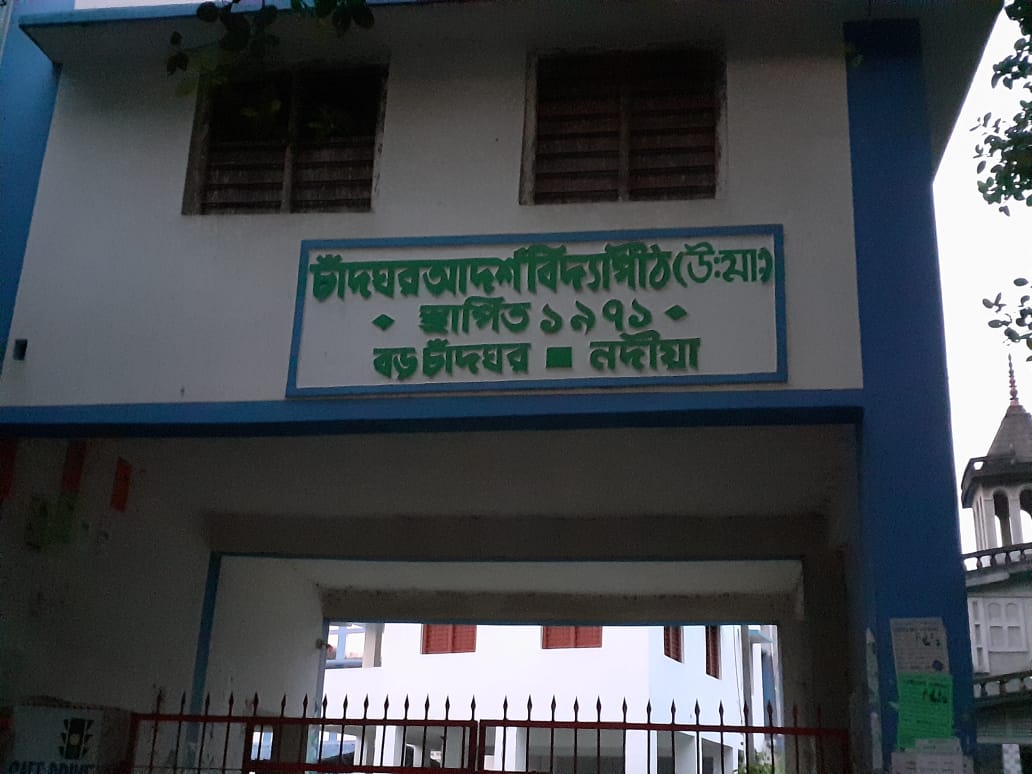 চাঁদঘর আদর্শ বিদ্যাপীঠ (উঃমাঃ)
স্থাপিত ১৯৭১
বড় চাঁদঘর ■ নদীয়া